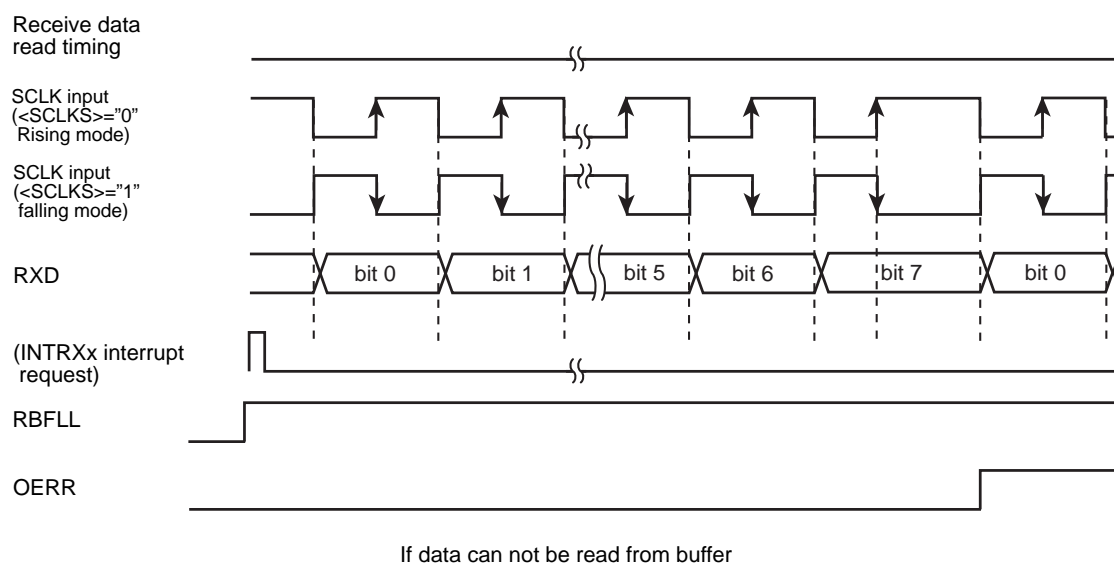 Receive data
read timing
SCLK input
(<SCLKS>="0"
Rising mode)
SCLK input
(<SCLKS>="1"
falling mode)
RXD
bit 0
bit 1
bit 5
bit 6
bit 7
bit 0
(INTRXx interrupt
request)
RBFLL
OERR
If data can not be read from buffer